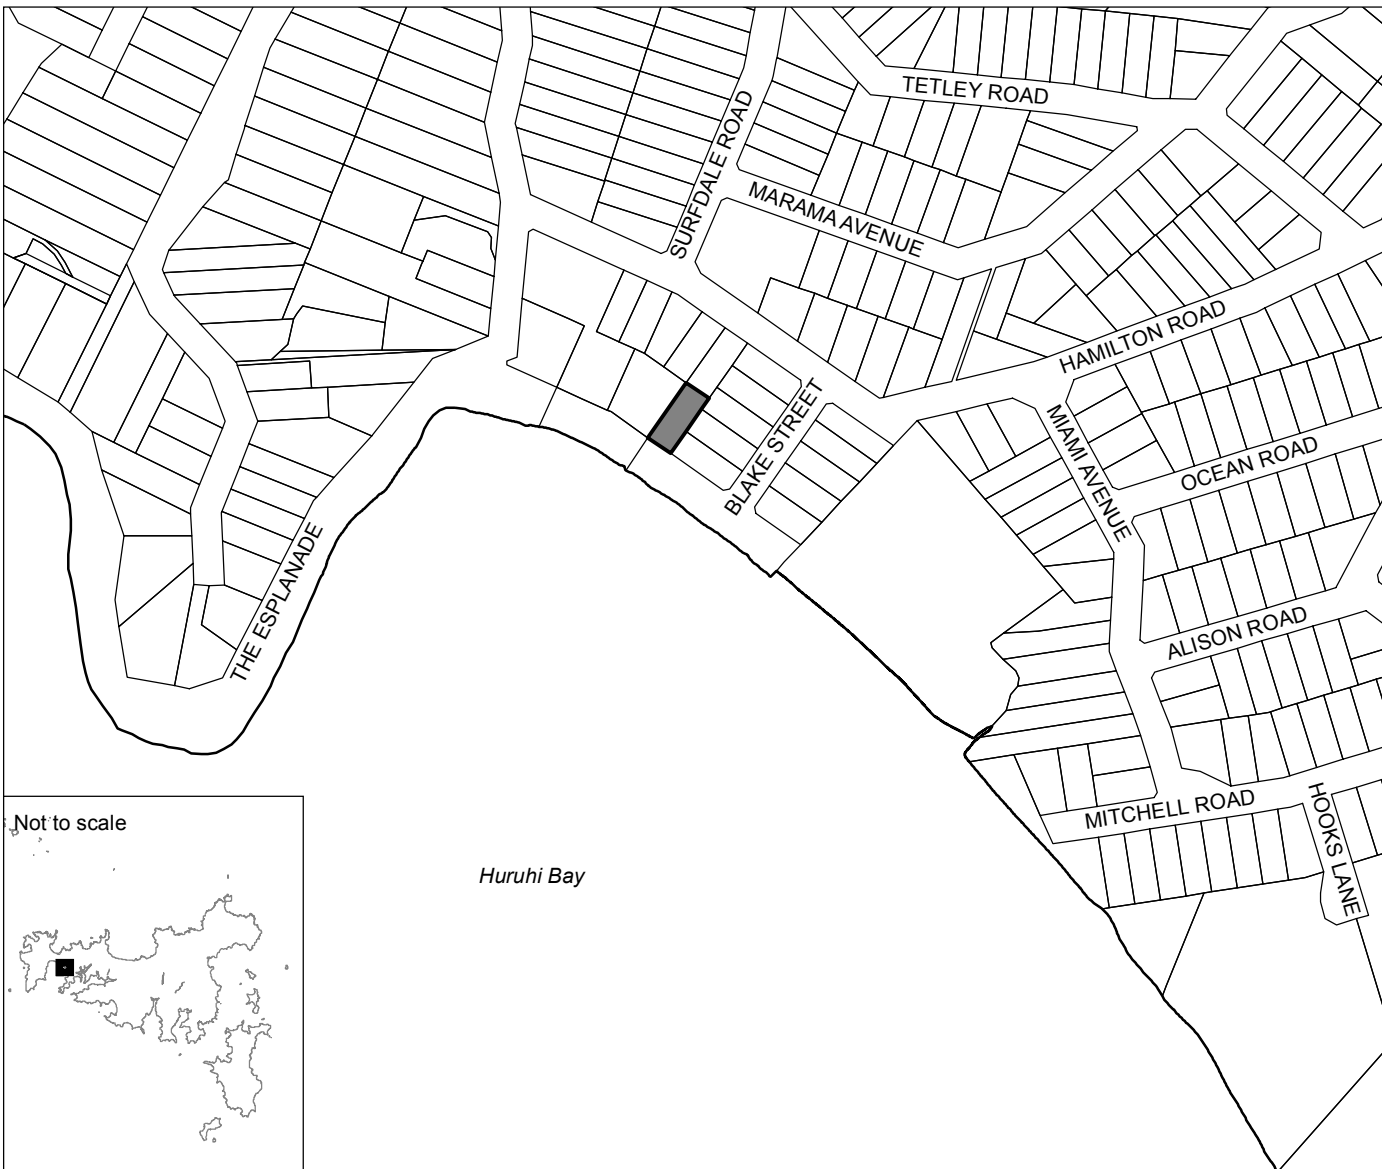 TETLEY ROAD
SURFDALE ROAD
MARAMA AVENUE
HAMILTON ROAD
BLAKE STREET
MIAMI AVENUE
OCEAN ROAD
THE ESPLANADE
ALISON ROAD
MITCHELL ROAD
HOOKS LANE
Not to scale
Huruhi Bay